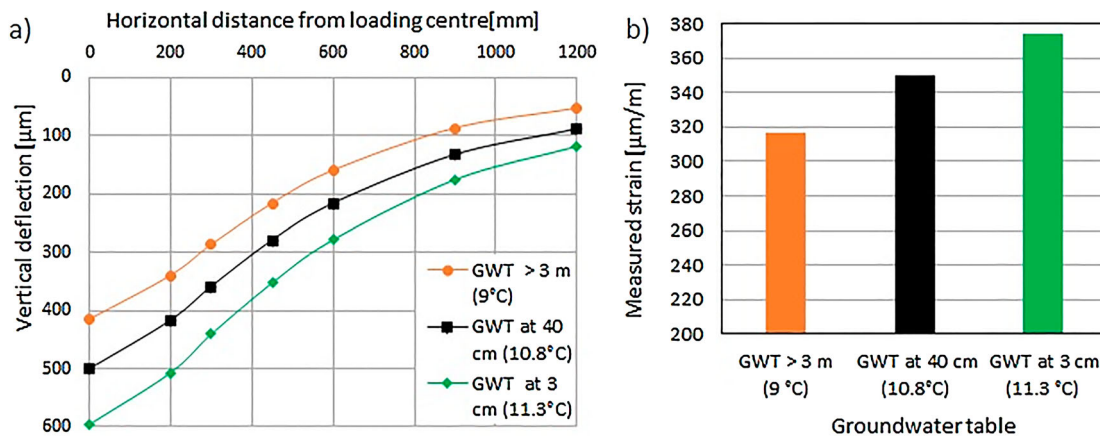 a)
Horizontal distance from loading centre[mm]
0 200 400 600 800 1000 1200
Vertical deflection [µm]
0
100
200
300
400
500
600
GWT > 3 m
(9°C)
GWT at 40
cm (10.8°C)
GWT at 3
cm (11.3°C)
b)
Measured strain [µm/m]
380
360
340
320
300
280
260
240
220
200
GWT > 3 m GWT at 40 cm GWT at 3 cm
(9 °C) (10.8°C) (11.3 °C)
Groundwater table